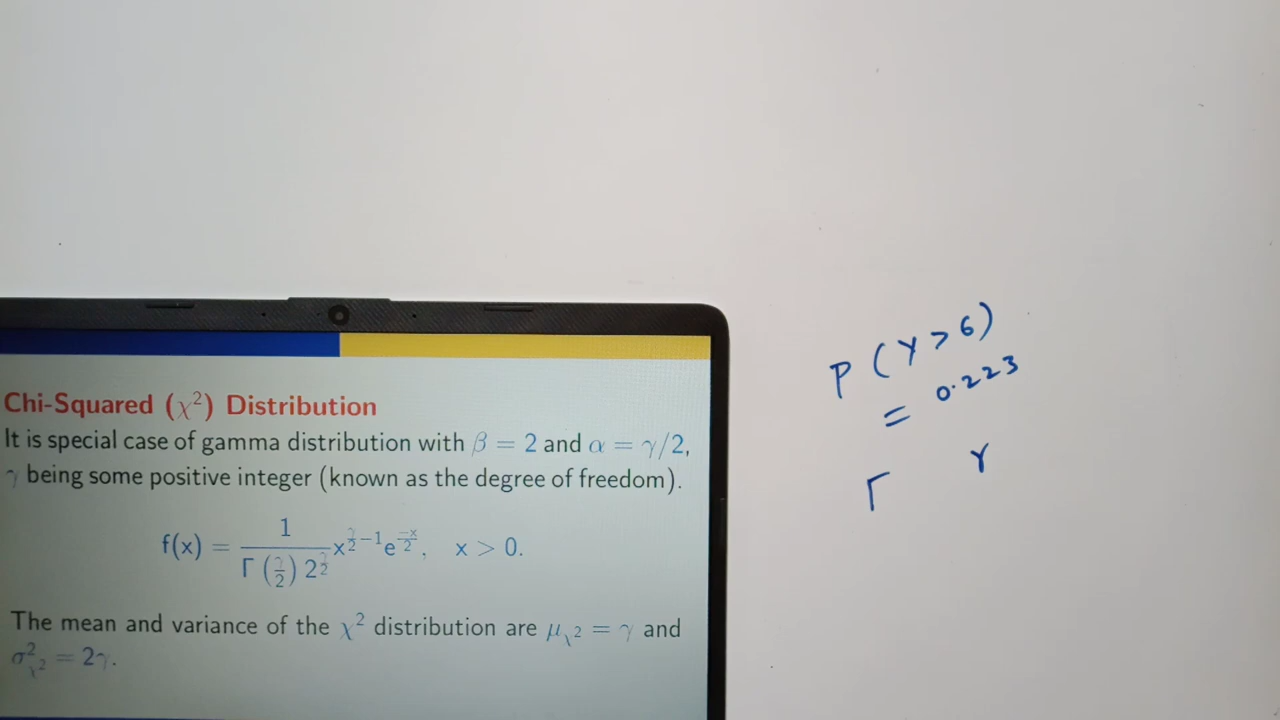 Chi-Squared (χ²) Distribution
It is special case of gamma distribution with β = 2 and α = γ/2,
γ being some positive integer (known as the degree of freedom).
f(x) = 1 / (Γ(γ/2) 2^(γ/2)) x^(γ/2 −1) e^(−x/2), x > 0.
The mean and variance of the χ² distribution are μ_χ² = γ and
σ²_χ² = 2γ.
P (Y > 6)
= 0.223
Γ γ